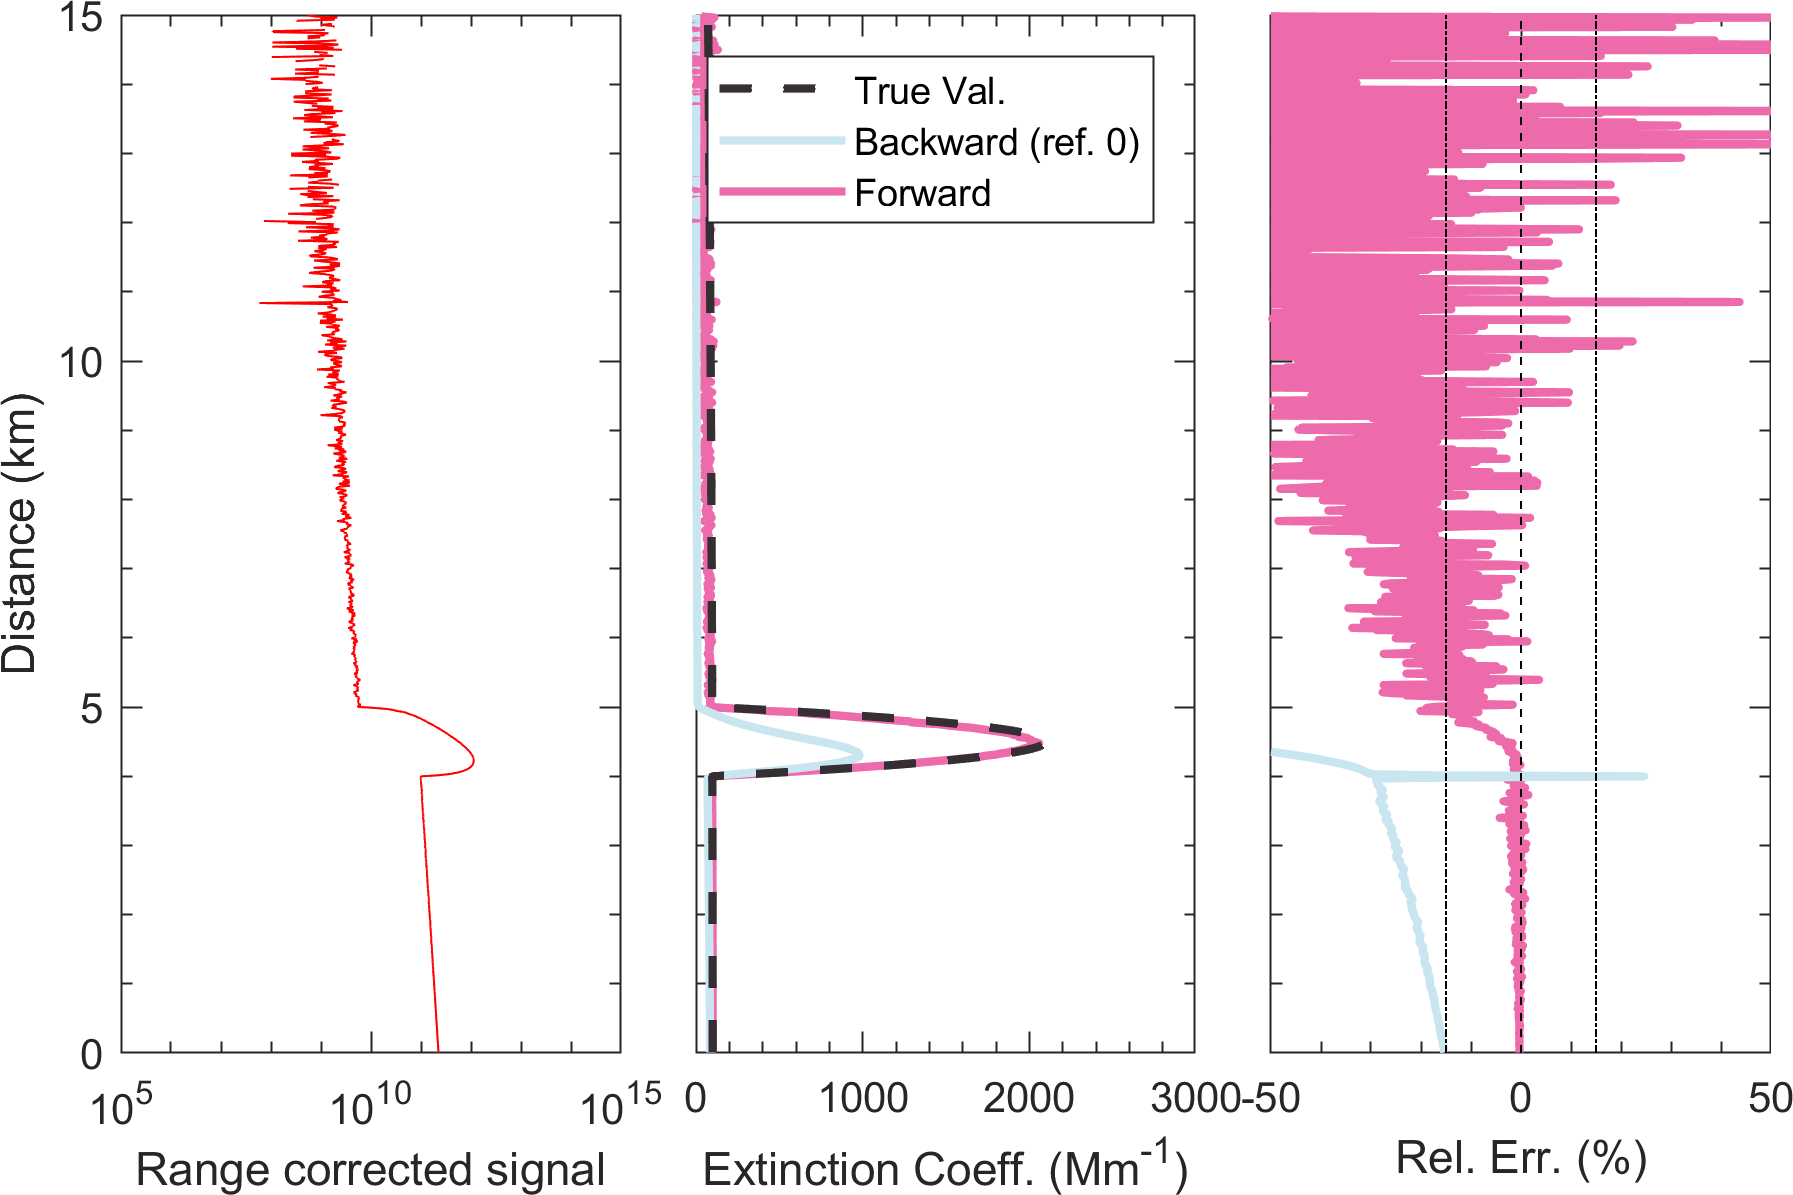 15
10
5
0
Distance (km)
10^5
10^10
10^15
Range corrected signal
True Val.
Backward (ref. 0)
Forward
0
1000
2000
3000
Extinction Coeff. (Mm^-1)
-50
0
50
Rel. Err. (%)